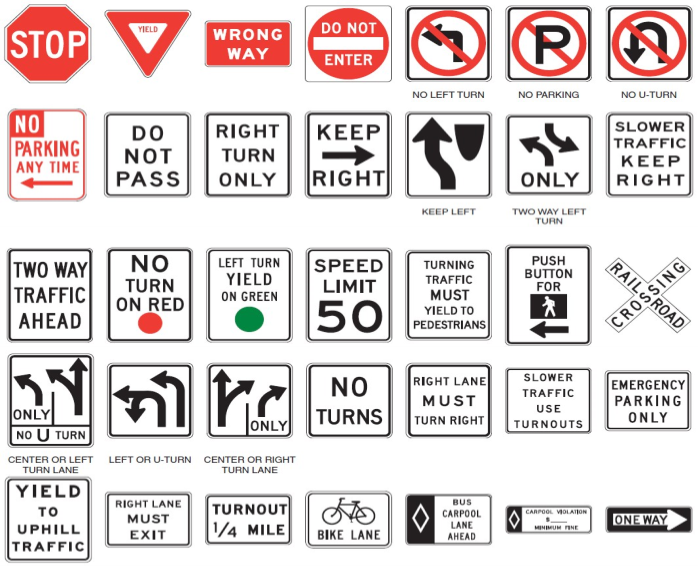 STOP
YIELD
WRONG
WAY
DO NOT
ENTER
NO LEFT TURN
P
NO PARKING
NO U-TURN
NO
PARKING
ANY TIME
DO
NOT
PASS
RIGHT
TURN
ONLY
KEEP
RIGHT
KEEP LEFT
ONLY
TWO WAY LEFT
TURN
SLOWER
TRAFFIC
KEEP
RIGHT
TWO WAY
TRAFFIC
AHEAD
NO
TURN
ON RED
LEFT TURN
YIELD
ON GREEN
SPEED
LIMIT
50
TURNING
TRAFFIC
MUST
YIELD TO
PEDESTRIANS
PUSH
BUTTON
FOR
RAILROAD
CROSSING
ONLY
NO U TURN
CENTER OR LEFT
TURN LANE
LEFT OR U-TURN
ONLY
CENTER OR RIGHT
TURN LANE
NO
TURNS
RIGHT LANE
MUST
TURN RIGHT
SLOWER
TRAFFIC
USE
TURNOUTS
EMERGENCY
PARKING
ONLY
YIELD
TO
UPHILL
TRAFFIC
RIGHT LANE
MUST
EXIT
TURNOUT
1/4 MILE
BIKE LANE
BUS
CARPOOL
LANE
AHEAD
CARPOOL VIOLATION
$____
MINIMUM FINE
ONE WAY